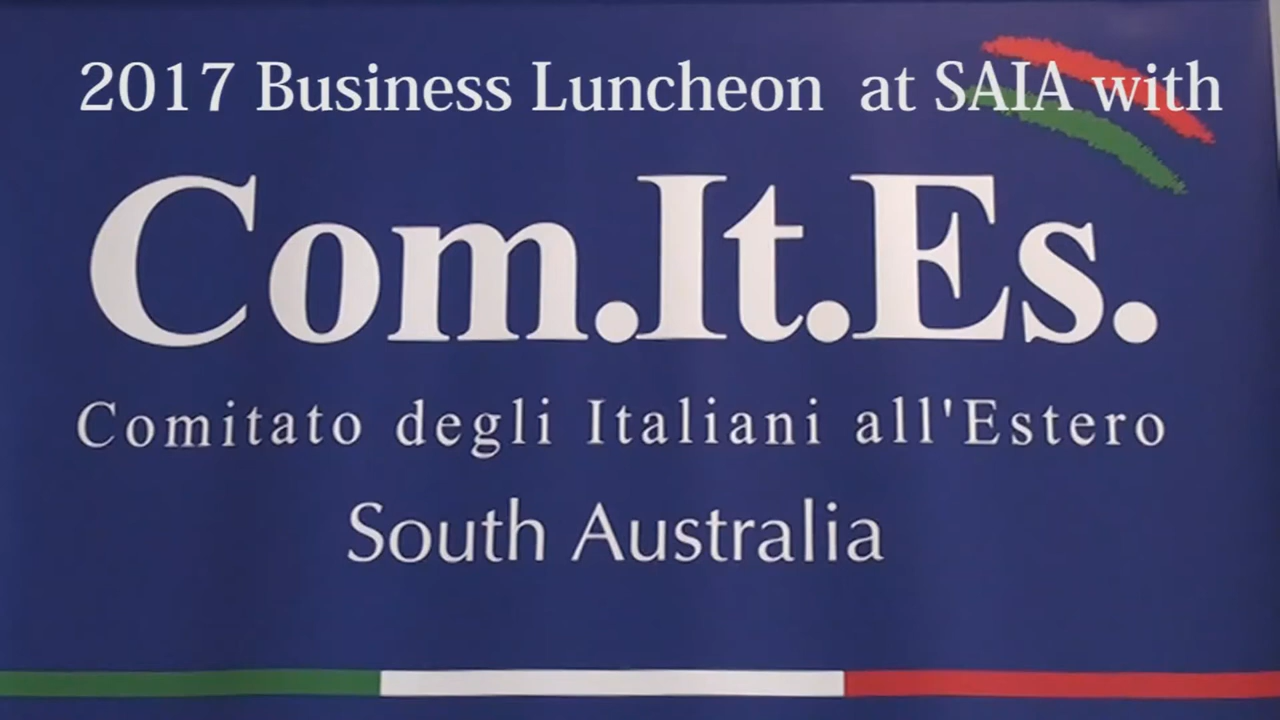 2017 Business Luncheon at SAIA with
Com.It.Es.
Comitato degli Italiani all'Estero
South Australia